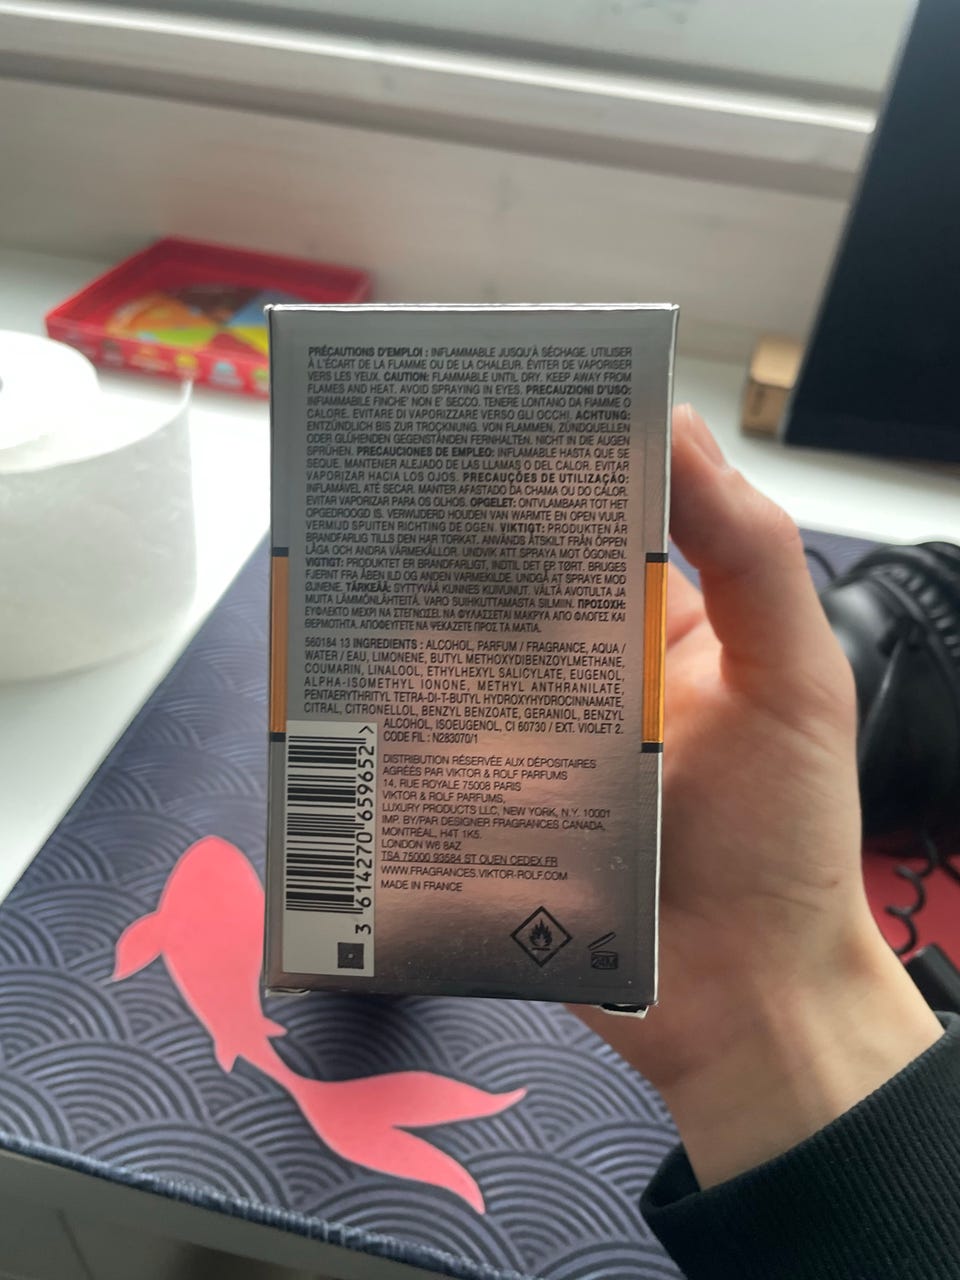 PRÉCAUTIONS D'EMPLOI : INFLAMMABLE JUSQU'À SÉCHAGE. UTILISER
À L'ÉCART DE LA FLAMME OU DE LA CHALEUR. ÉVITER DE VAPORISER
VERS LES YEUX. CAUTION: FLAMMABLE UNTIL DRY. KEEP AWAY FROM
FLAMES AND HEAT. AVOID SPRAYING IN EYES. PRECAUZIONI D'USO:
INFIAMMABILE FINCHE' NON E' SECCO. TENERE LONTANO DA FIAMME O
CALORE. EVITARE DI VAPORIZZARE VERSO GLI OCCHI. ACHTUNG:
ENTZÜNDLICH BIS ZUR TROCKNUNG. VON FLAMMEN, ZÜNDQUELLEN
ODER GLÜHENDEN GEGENSTÄNDEN FERNHALTEN. NICHT IN DIE AUGEN
SPRÜHEN. PRECAUCIONES DE EMPLEO: INFLAMABLE HASTA QUE SE
SEQUE. MANTENER ALEJADO DE LAS LLAMAS O DEL CALOR. EVITAR
VAPORIZAR HACIA LOS OJOS. PRECAUÇÕES DE UTILIZAÇÃO:
INFLAMÁVEL ATÉ SECAR. MANTER AFASTADO DA CHAMA OU DO CALOR.
EVITAR VAPORIZAR PARA OS OLHOS. OPGELET: ONTVLAMBAAR TOT HET
OPGEDROOGD IS. VERWIJDERD HOUDEN VAN WARMTE EN OPEN VUUR.
VERMIJD SPUITEN RICHTING DE OGEN. VIKTIGT: PRODUKTEN ÄR
BRANDFARLIG TILLS DEN HAR TORKAT. ANVÄNDS ÅTSKILT FRÅN ÖPPEN
LÅGA OCH ANDRA VÄRMEKÄLLOR. UNDVIK ATT SPRAYA MOT ÖGONEN.
VIGTIGT: PRODUKTET ER BRANDFARLIGT, INDTIL DET ER TØRT. BRUGES
FJERNT FRA ÅBEN ILD OG ANDEN VARMEKILDE. UNDGÅ AT SPRAYE MOD
ØJNENE. TÄRKEÄÄ: SYTTYVÄÄ KUNNES KUIVUNUT. VÄLTÄ AVOTULTA JA
MUITA LÄMMÖNLÄHTEITÄ. VARO SUIHKUTTAMASTA SILMIIN. ΠΡΟΣΟΧΗ:
ΕΥΦΛΕΚΤΟ ΜΕΧΡΙ ΝΑ ΣΤΕΓΝΩΣΕΙ. ΝΑ ΦΥΛΑΣΣΕΤΑΙ ΜΑΚΡΥΑ ΑΠΟ ΦΛΟΓΕΣ ΚΑΙ
ΘΕΡΜΟΤΗΤΑ. ΑΠΟΦΕΥΓΕΤΕ ΝΑ ΨΕΚΑΖΕΤΕ ΠΡΟΣ ΤΑ ΜΑΤΙΑ.
560184 13 INGREDIENTS : ALCOHOL, PARFUM / FRAGRANCE, AQUA /
WATER / EAU, LIMONENE, BUTYL METHOXYDIBENZOYLMETHANE,
COUMARIN, LINALOOL, ETHYLHEXYL SALICYLATE, EUGENOL,
ALPHA-ISOMETHYL IONONE, METHYL ANTHRANILATE,
PENTAERYTHRITYL TETRA-DI-T-BUTYL HYDROXYHYDROCINNAMATE,
CITRAL, CITRONELLOL, BENZYL BENZOATE, GERANIOL, BENZYL
ALCOHOL, ISOEUGENOL, CI 60730 / EXT. VIOLET 2.
CODE FIL : N283070/1
DISTRIBUTION RÉSERVÉE AUX DÉPOSITAIRES
AGRÉÉS PAR VIKTOR & ROLF PARFUMS
14, RUE ROYALE 75008 PARIS
VIKTOR & ROLF PARFUMS,
LUXURY PRODUCTS LLC, NEW YORK, N.Y. 10001
IMP. BY/PAR DESIGNER FRAGRANCES CANADA,
MONTRÉAL, H4T 1K5.
LONDON W6 8AZ
TSA 75000 93584 ST OUEN CEDEX FR
WWW.FRAGRANCES.VIKTOR-ROLF.COM
MADE IN FRANCE
3 614270 659652 >
24M